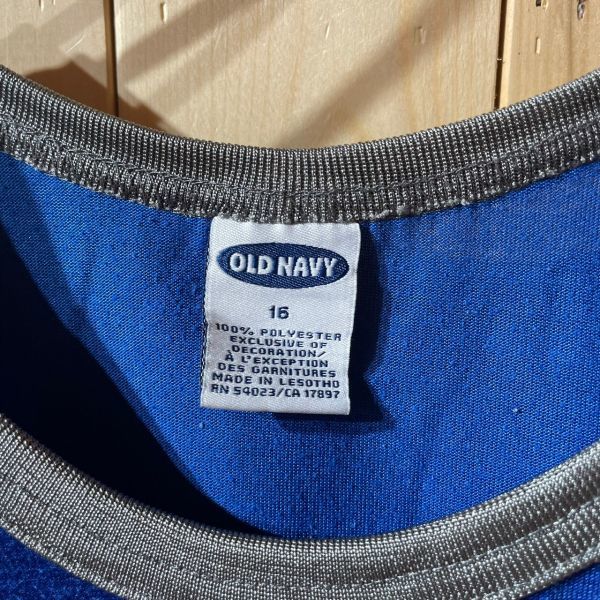 OLD NAVY
16
100% POLYESTER
EXCLUSIVE OF
DECORATION/
À L'EXCEPTION
DES GARNITURES
MADE IN LESOTHO
RN 54023/CA 17897